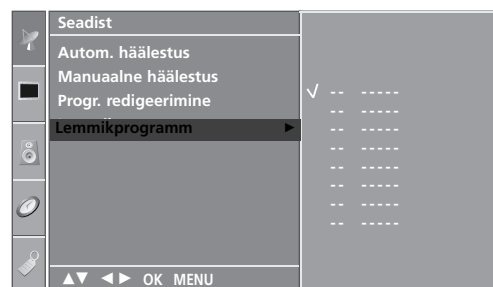 Seadist
Autom. häälestus
Manuaalne häälestus
Progr. redigeerimine
Lemmikprogramm ►
√ -- -----
-- -----
-- -----
-- -----
-- -----
-- -----
-- -----
-- -----
▲▼ ◄► OK MENU